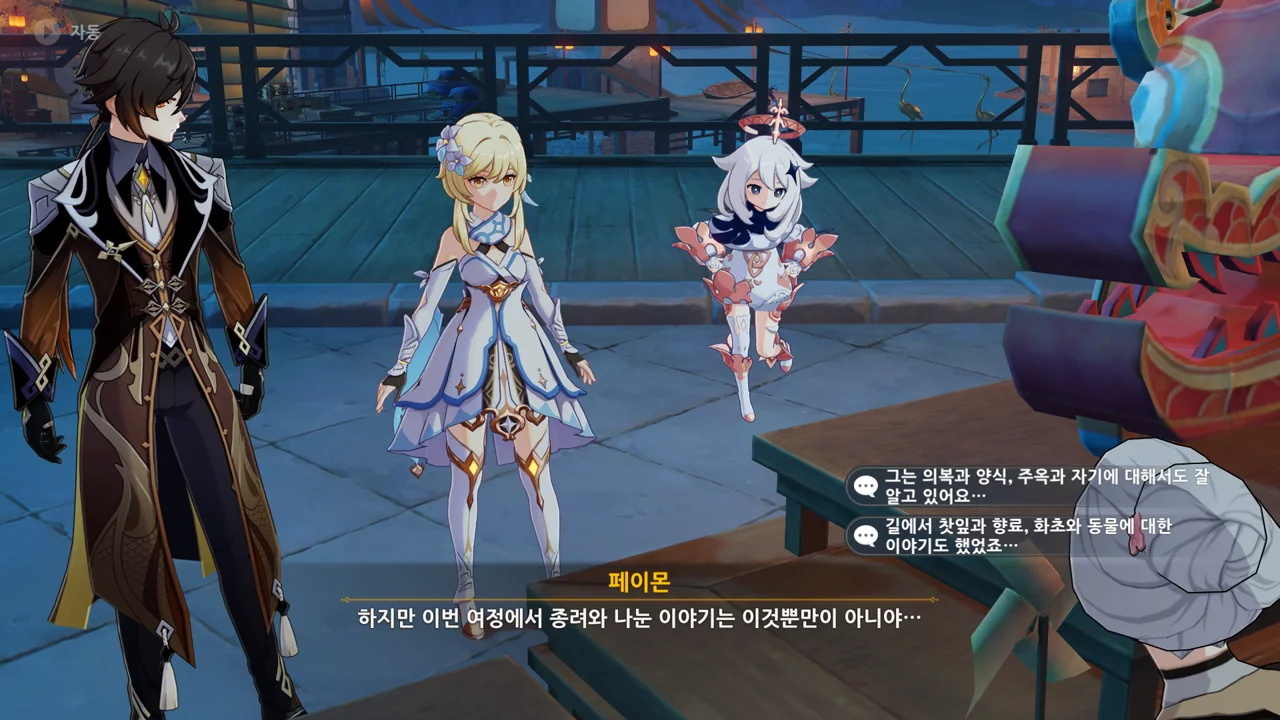 자동
그는 의복과 양식, 주옥과 자기에 대해서도 잘
알고 있어요…
길에서 찻잎과 향료, 화초와 동물에 대한
이야기도 했었죠…
페이몬
하지만 이번 여정에서 종려와 나눈 이야기는 이것뿐만이 아니야…